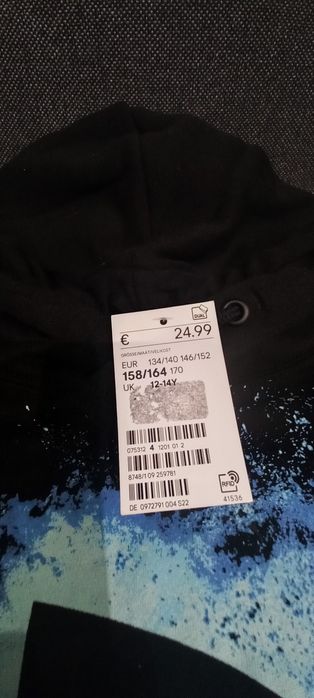 DUAL
€ 24.99
GRÖSSE/MAAT/VELIKOST
EUR 134/140 146/152
158/164 170
UK 12-14Y
075312 4 1201 01 2
8748/1 09 259781
RFID
DE 0972791 004 S22
41536